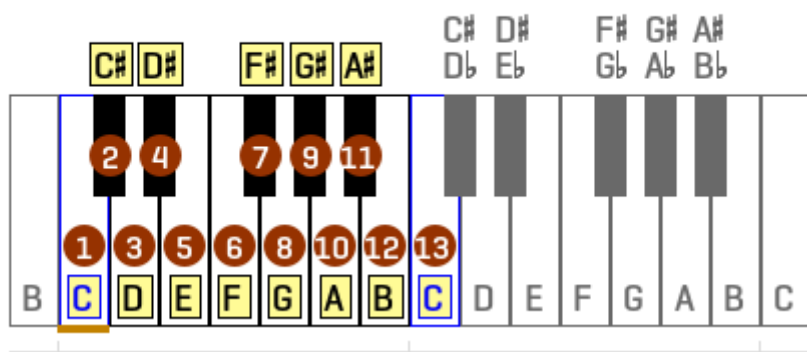 C♯ D♯ F♯ G♯ A♯
D♭ E♭ G♭ A♭ B♭
C♯ D♯ F♯ G♯ A♯
2 4 7 9 11
1 3 5 6 8 10 12 13
B C D E F G A B C D E F G A B C